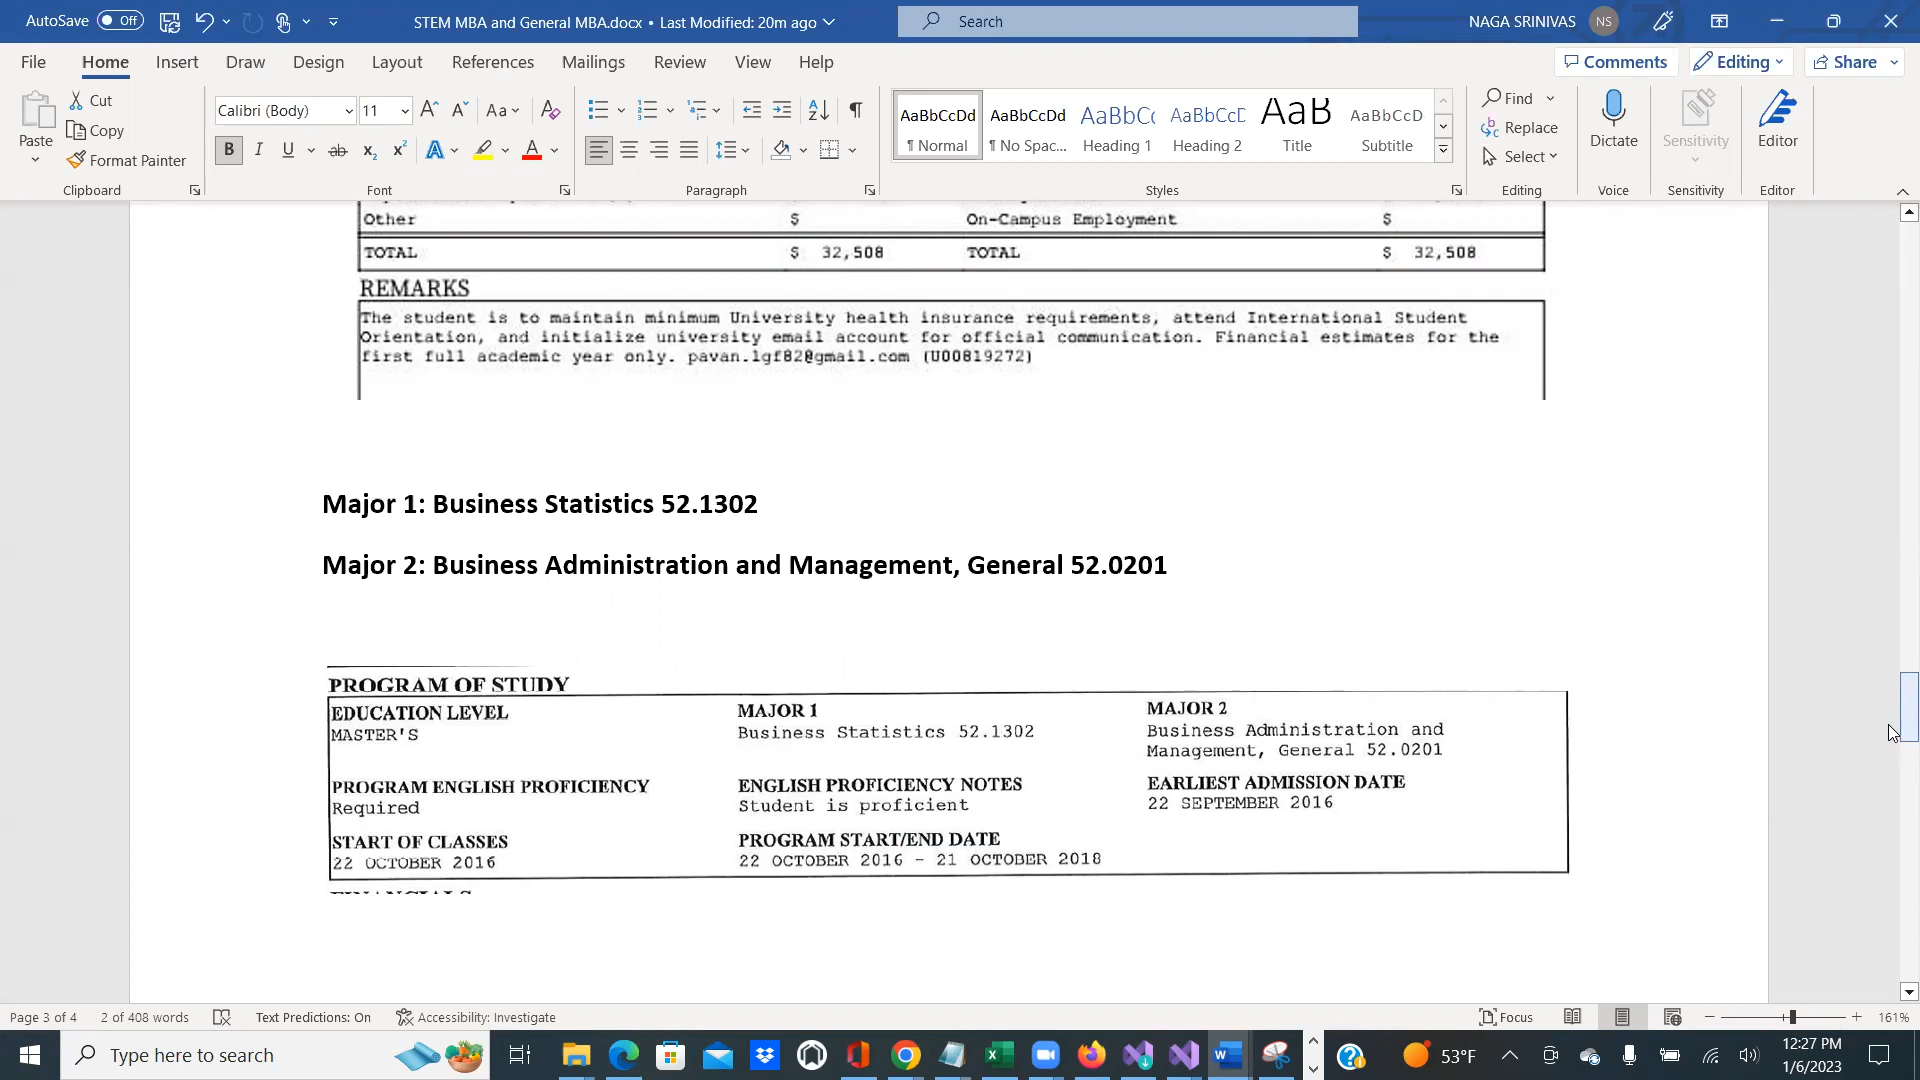 AutoSave Off STEM MBA and General MBA.docx • Last Modified: 20m ago Search NAGA SRINIVAS NS
File Home Insert Draw Design Layout References Mailings Review View Help Comments Editing Share
Paste Cut Copy Format Painter Clipboard
Calibri (Body) 11 Aa B I U ab x₂ x² A A Font
Paragraph
AaBbCcDd ¶ Normal AaBbCcDd ¶ No Spac... AaBbCc Heading 1 AaBbCcD Heading 2 AaB Title AaBbCcD Subtitle Styles
Find Replace Select Editing
Dictate Voice Sensitivity Sensitivity Editor Editor
Other $ On-Campus Employment $
TOTAL $ 32,508 TOTAL $ 32,508
REMARKS
The student is to maintain minimum University health insurance requirements, attend International Student
Orientation, and initialize university email account for official communication. Financial estimates for the
first full academic year only. pavan.lgf82@gmail.com (U00819272)
Major 1: Business Statistics 52.1302
Major 2: Business Administration and Management, General 52.0201
PROGRAM OF STUDY
EDUCATION LEVEL MAJOR 1 MAJOR 2
MASTER'S Business Statistics 52.1302 Business Administration and
Management, General 52.0201
PROGRAM ENGLISH PROFICIENCY ENGLISH PROFICIENCY NOTES EARLIEST ADMISSION DATE
Required Student is proficient 22 SEPTEMBER 2016
START OF CLASSES PROGRAM START/END DATE
22 OCTOBER 2016 22 OCTOBER 2016 - 21 OCTOBER 2018
FINANCIALS
Page 3 of 4 2 of 408 words Text Predictions: On Accessibility: Investigate Focus 161%
Type here to search 53°F 12:27 PM
1/6/2023